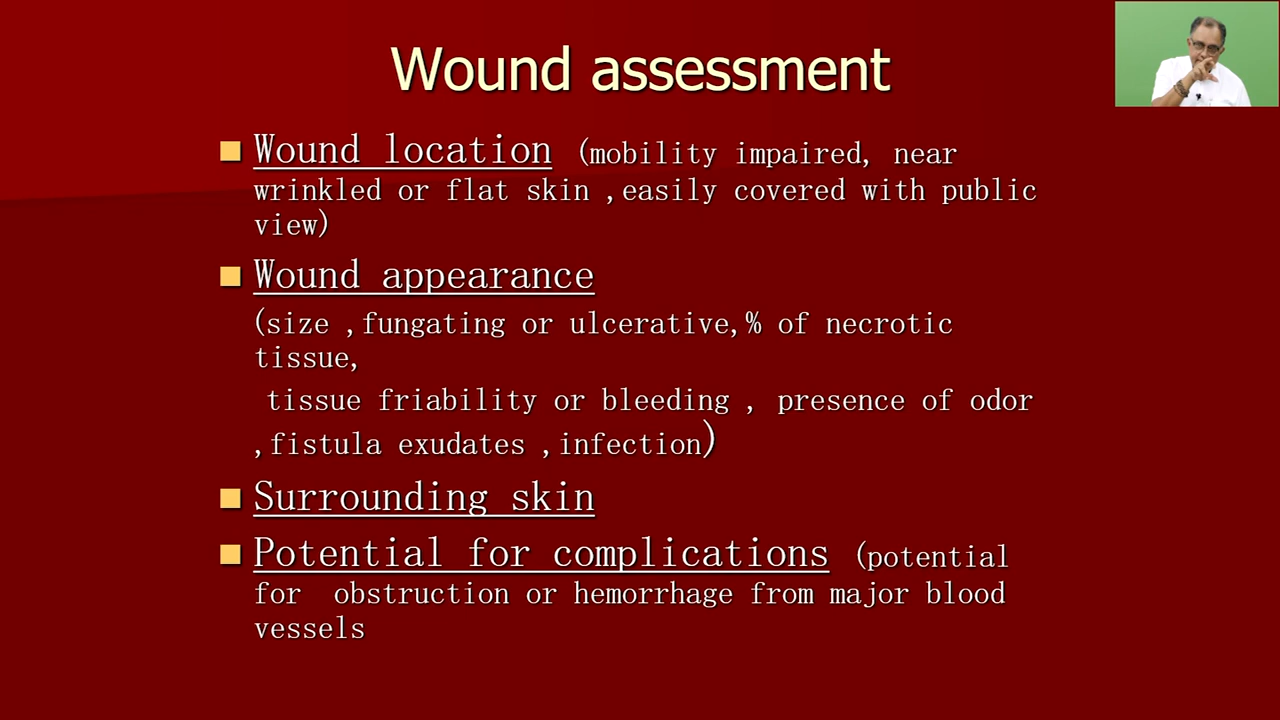 Wound assessment
Wound location (mobility impaired, near
wrinkled or flat skin ,easily covered with public
view)
Wound appearance
(size ,fungating or ulcerative,% of necrotic
tissue,
tissue friability or bleeding , presence of odor
,fistula exudates ,infection)
Surrounding skin
Potential for complications (potential
for obstruction or hemorrhage from major blood
vessels